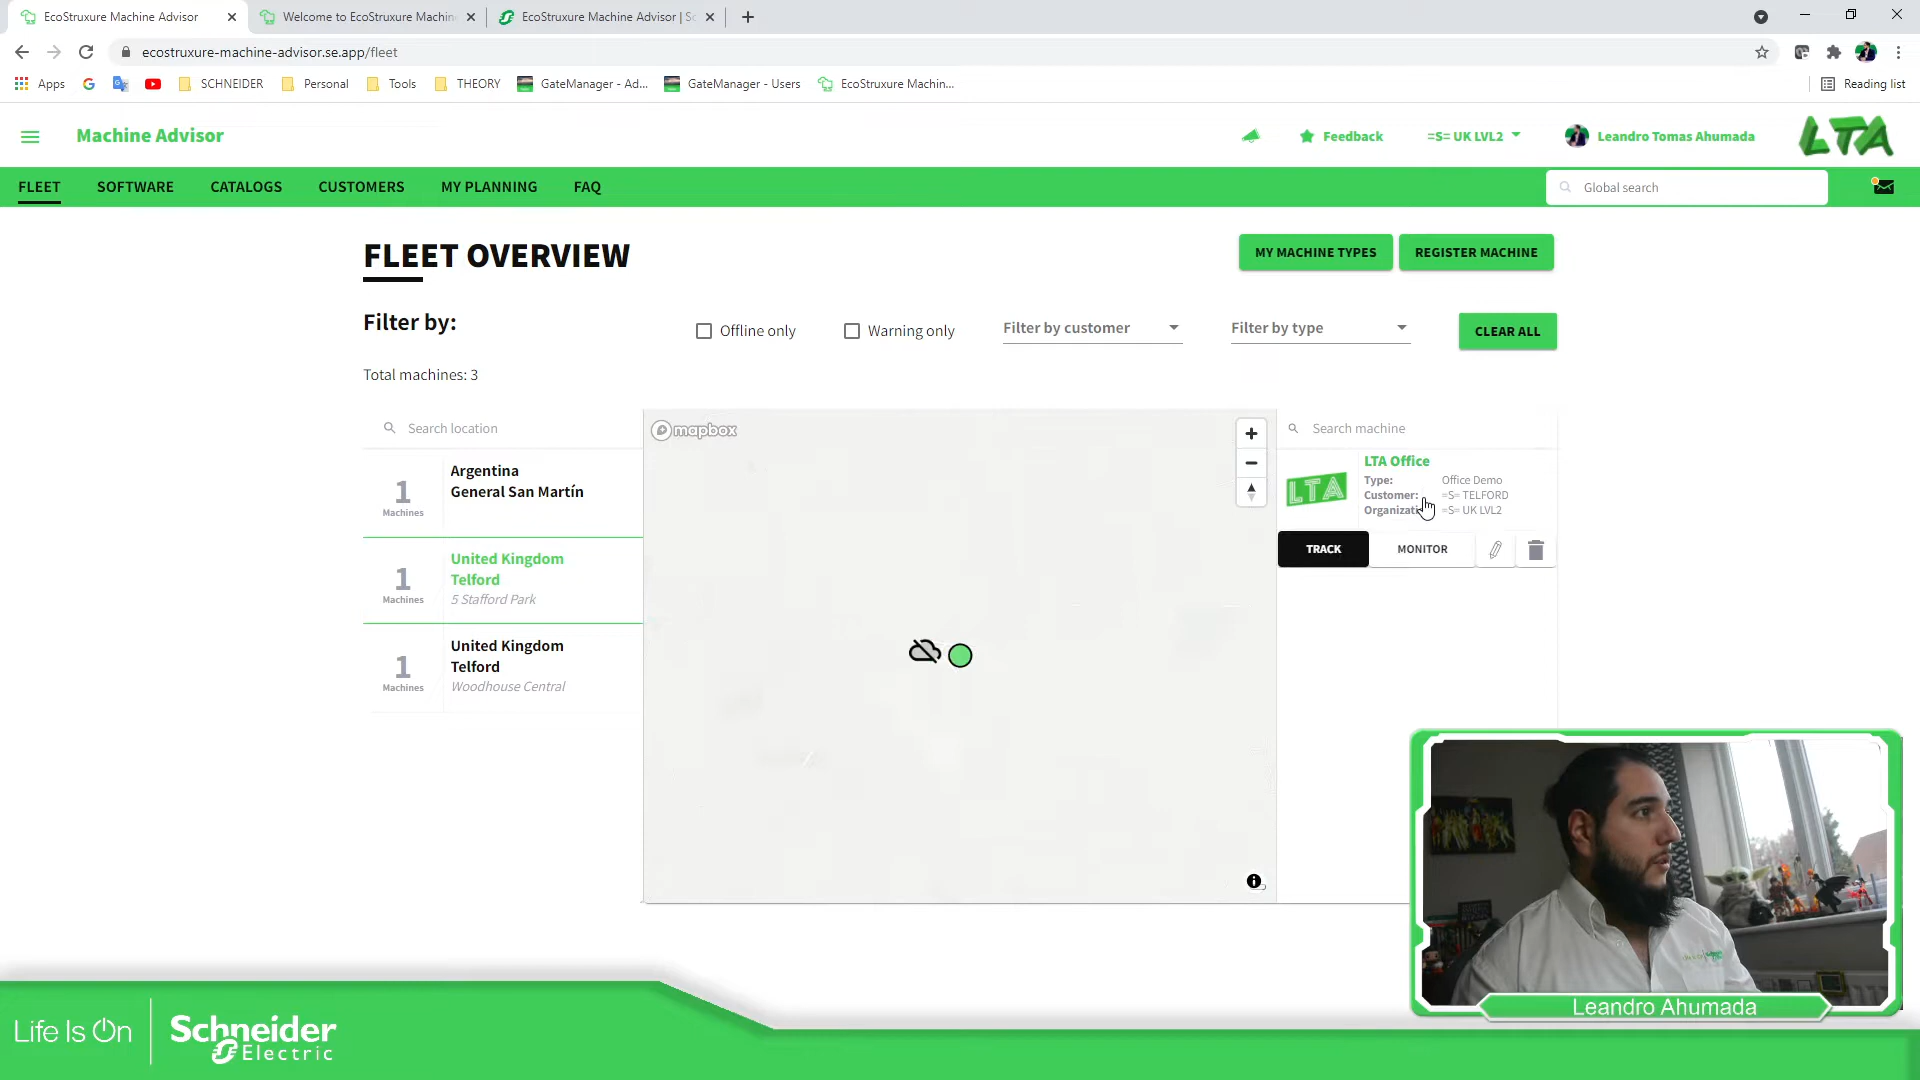 EcoStruxure Machine Advisor
Welcome to EcoStruxure Machine
EcoStruxure Machine Advisor | Sc
ecostruxure-machine-advisor.se.app/fleet
Apps
SCHNEIDER
Personal
Tools
THEORY
GateManager - Ad...
GateManager - Users
EcoStruxure Machin...
Reading list
Machine Advisor
Feedback
=S= UK LVL2
Leandro Tomas Ahumada
LTA
FLEET
SOFTWARE
CATALOGS
CUSTOMERS
MY PLANNING
FAQ
Global search
FLEET OVERVIEW
MY MACHINE TYPES
REGISTER MACHINE
Filter by:
Offline only
Warning only
Filter by customer
Filter by type
CLEAR ALL
Total machines: 3
Search location
1
Machines
Argentina
General San Martín
1
Machines
United Kingdom
Telford
5 Stafford Park
1
Machines
United Kingdom
Telford
Woodhouse Central
mapbox
Search machine
LTA
LTA Office
Type: Office Demo
Customer: =S= TELFORD
Organizati =S= UK LVL2
TRACK
MONITOR
Leandro Ahumada
Life Is On
Schneider
Electric